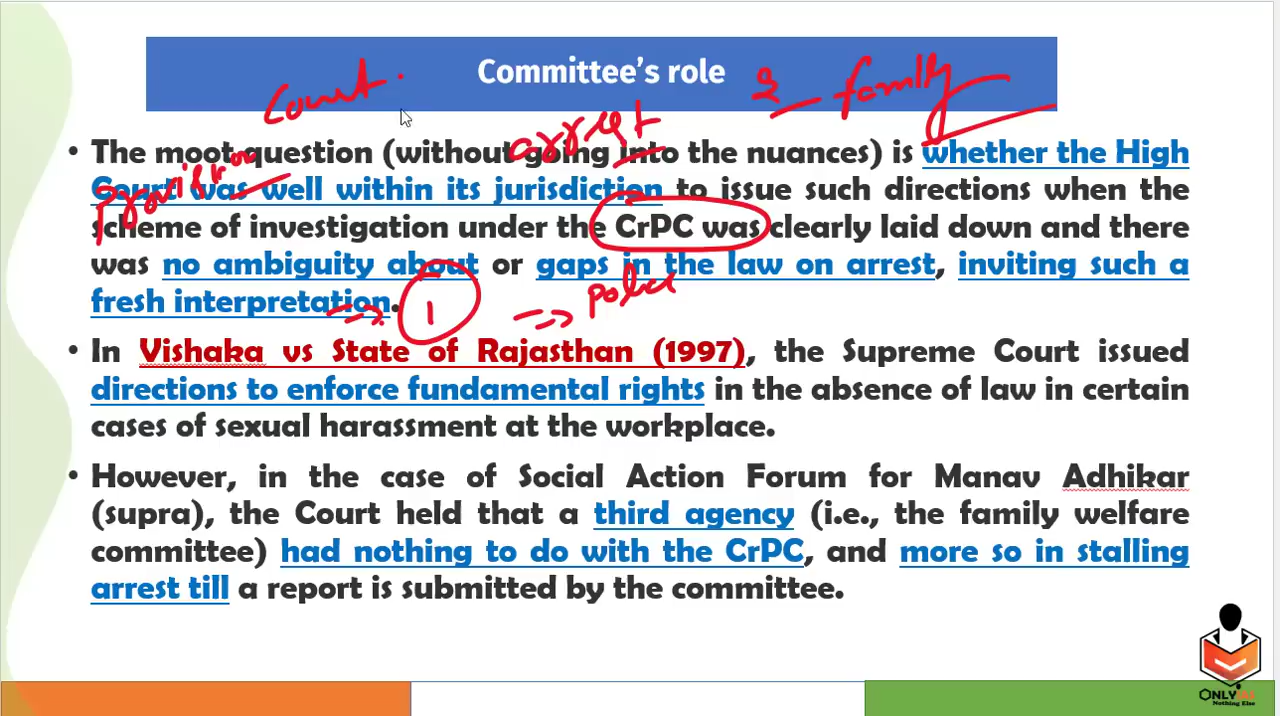 Committee's role
court
2 family
arrest
provision
The moot question (without going into the nuances) is whether the High
Court was well within its jurisdiction to issue such directions when the
scheme of investigation under the CrPC was clearly laid down and there
was no ambiguity about or gaps in the law on arrest, inviting such a
fresh interpretation.
1
police
• In Vishaka vs State of Rajasthan (1997), the Supreme Court issued
directions to enforce fundamental rights in the absence of law in certain
cases of sexual harassment at the workplace.
• However, in the case of Social Action Forum for Manav Adhikar
(supra), the Court held that a third agency (i.e., the family welfare
committee) had nothing to do with the CrPC, and more so in stalling
arrest till a report is submitted by the committee.
ONLYIAS
Nothing Else